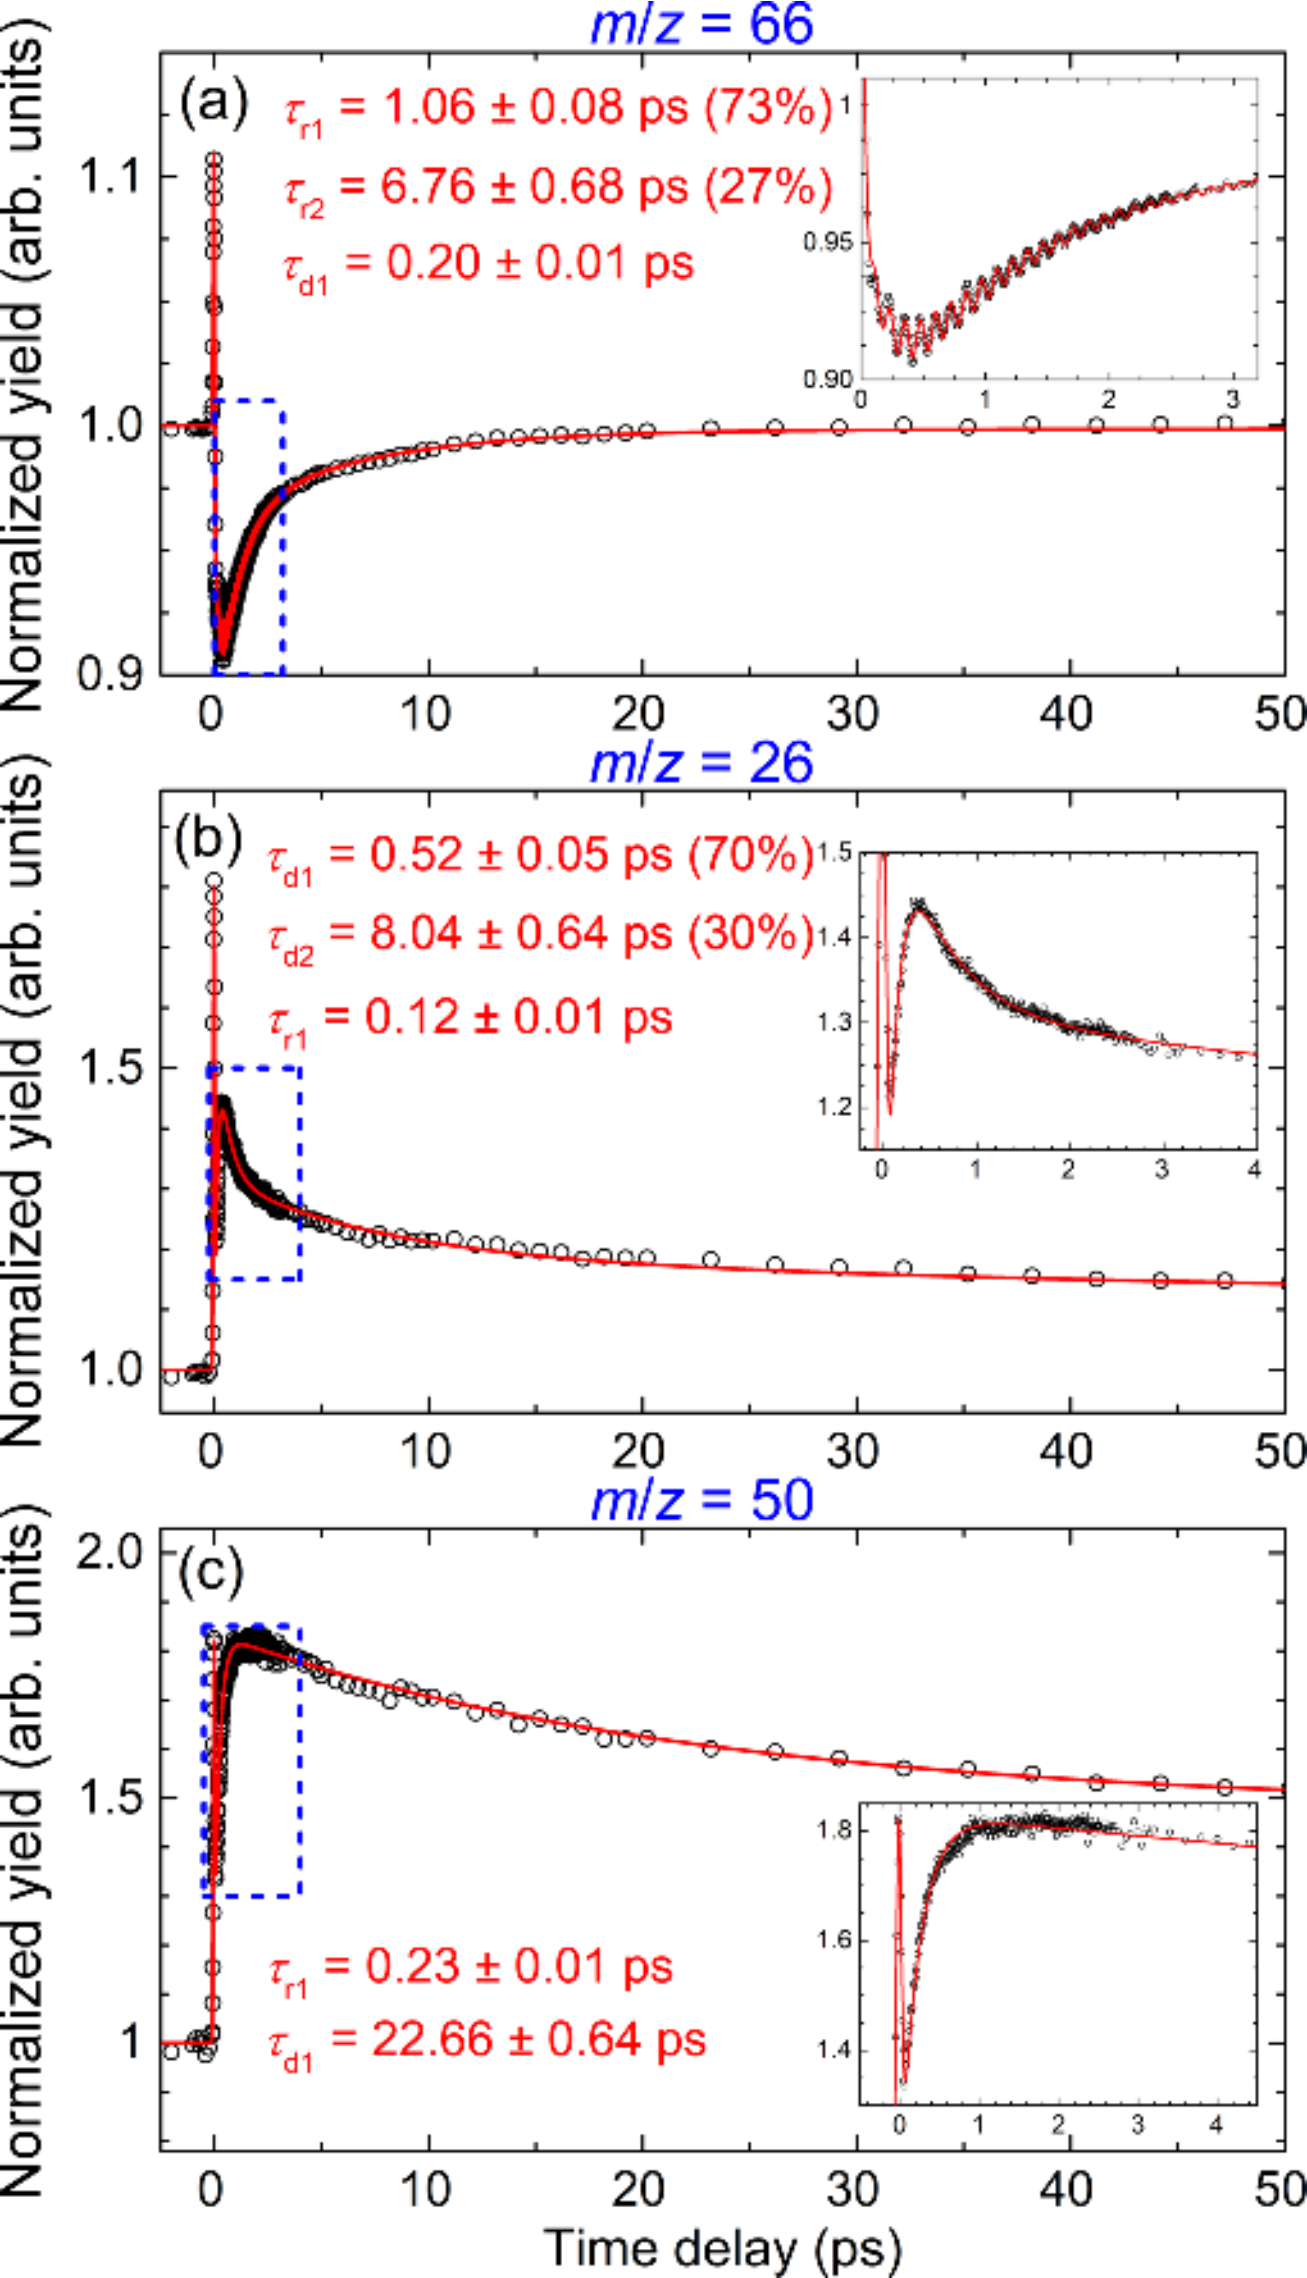 m/z = 66
Normalized yield (arb. units)
(a)
τr1 = 1.06 ± 0.08 ps (73%)
τr2 = 6.76 ± 0.68 ps (27%)
τd1 = 0.20 ± 0.01 ps
1
0.95
0.90
0 1 2 3
1.1
1.0
0.9
0 10 20 30 40 50
m/z = 26
Normalized yield (arb. units)
(b)
τd1 = 0.52 ± 0.05 ps (70%)
τd2 = 8.04 ± 0.64 ps (30%)
τr1 = 0.12 ± 0.01 ps
1.5
1.4
1.3
1.2
0 1 2 3 4
1.5
1.0
0 10 20 30 40 50
m/z = 50
Normalized yield (arb. units)
(c)
2.0
1.5
1
1.8
1.6
1.4
0 1 2 3 4
τr1 = 0.23 ± 0.01 ps
τd1 = 22.66 ± 0.64 ps
0 10 20 30 40 50
Time delay (ps)